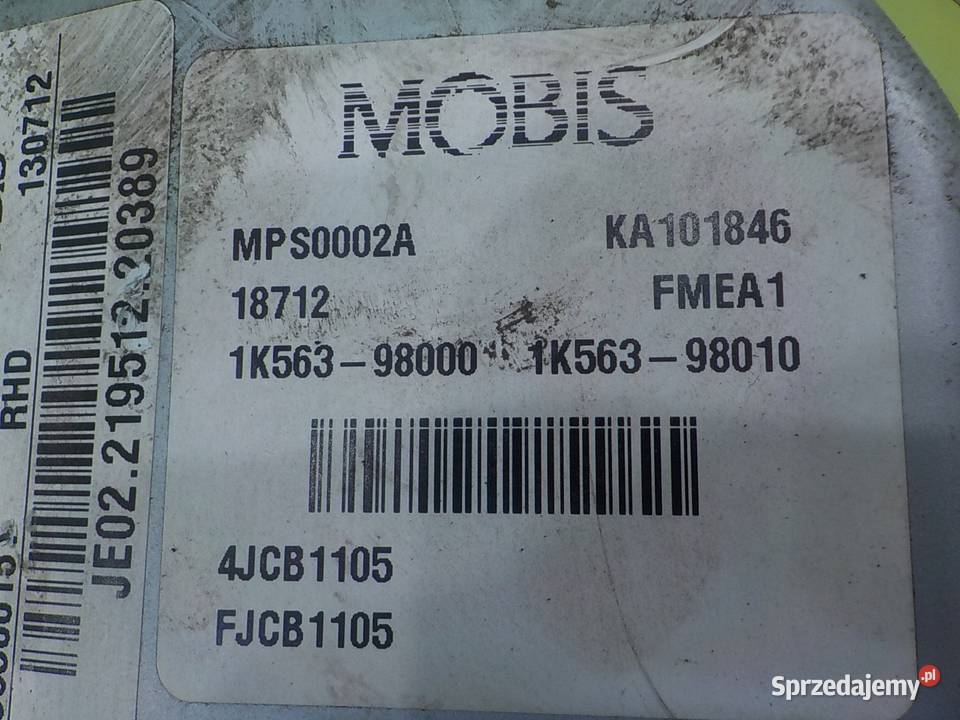 MOBIS
MPS0002A KA101846
18712 FMEA1
1K563-98000 1K563-98010
4JCB1105
FJCB1105
130712
RHD
JE02.219512.20389
Sprzedajemy.pl